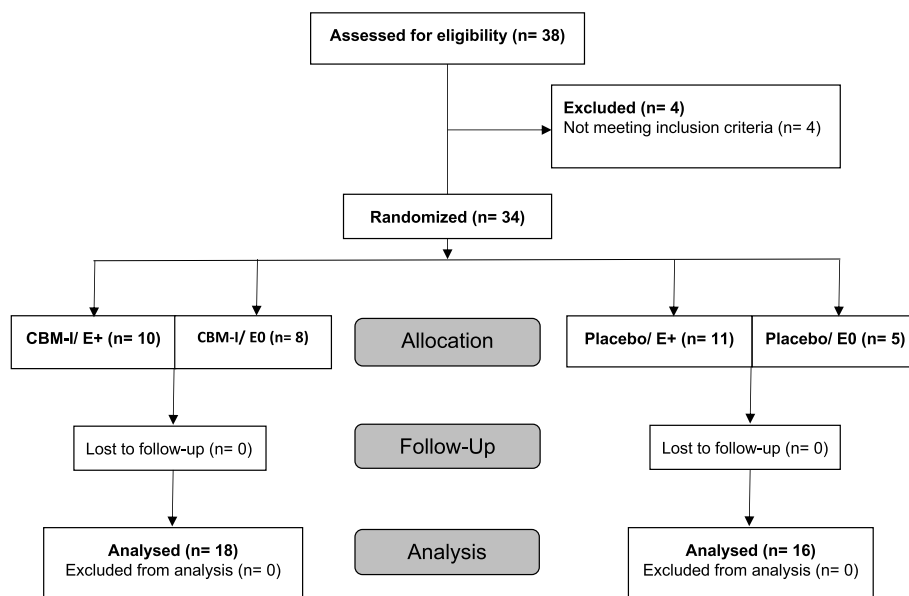 Assessed for eligibility (n= 38)
Excluded (n= 4)
Not meeting inclusion criteria (n= 4)
Randomized (n= 34)
CBM-I/ E+ (n= 10)
CBM-I/ E0 (n= 8)
Allocation
Placebo/ E+ (n= 11)
Placebo/ E0 (n= 5)
Lost to follow-up (n= 0)
Follow-Up
Lost to follow-up (n= 0)
Analysed (n= 18)
Excluded from analysis (n= 0)
Analysis
Analysed (n= 16)
Excluded from analysis (n= 0)